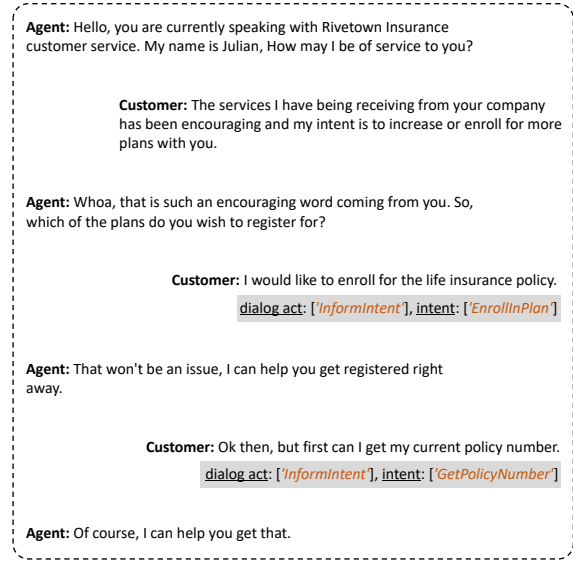 Agent: Hello, you are currently speaking with Rivetown Insurance
customer service. My name is Julian, How may I be of service to you?
Customer: The services I have being receiving from your company
has been encouraging and my intent is to increase or enroll for more
plans with you.
Agent: Whoa, that is such an encouraging word coming from you. So,
which of the plans do you wish to register for?
Customer: I would like to enroll for the life insurance policy.
dialog act: ['InformIntent'], intent: ['EnrollInPlan']
Agent: That won't be an issue, I can help you get registered right
away.
Customer: Ok then, but first can I get my current policy number.
dialog act: ['InformIntent'], intent: ['GetPolicyNumber']
Agent: Of course, I can help you get that.